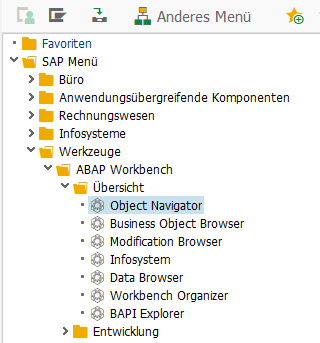 Anderes Menü
Favoriten
SAP Menü
Büro
Anwendungsübergreifende Komponenten
Rechnungswesen
Infosysteme
Werkzeuge
ABAP Workbench
Übersicht
Object Navigator
Business Object Browser
Modification Browser
Infosystem
Data Browser
Workbench Organizer
BAPI Explorer
Entwicklung